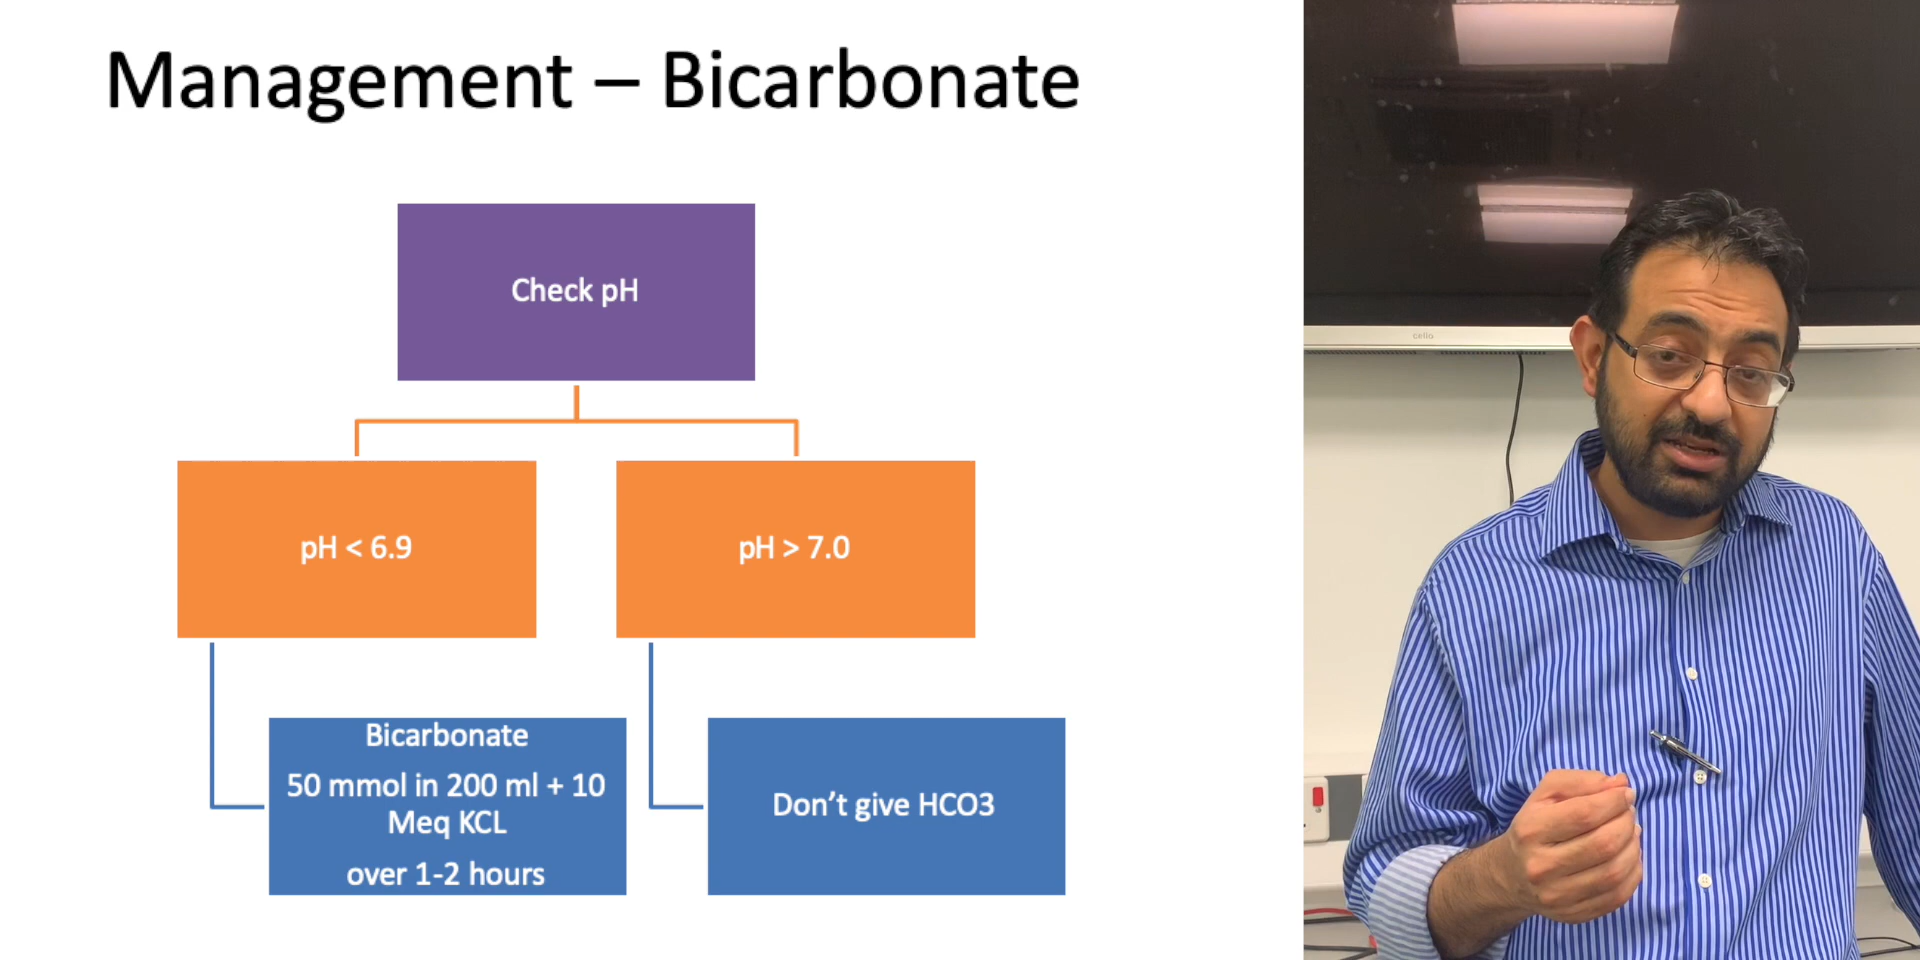 Management – Bicarbonate
Check pH
pH < 6.9
pH > 7.0
Bicarbonate
50 mmol in 200 ml + 10
Meq KCL
over 1-2 hours
Don't give HCO3
cello